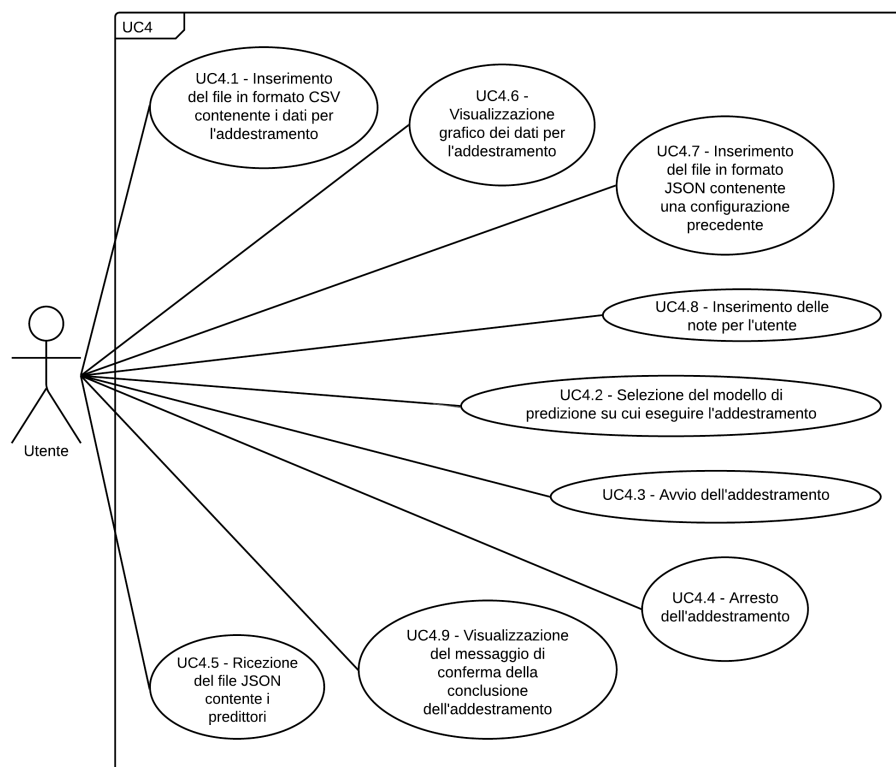 UC4
UC4.1 - Inserimento
del file in formato CSV
contenente i dati per
l'addestramento
UC4.6 -
Visualizzazione
grafico dei dati per
l'addestramento
UC4.7 - Inserimento
del file in formato
JSON contenente
una configurazione
precedente
UC4.8 - Inserimento delle
note per l'utente
UC4.2 - Selezione del modello di
predizione su cui eseguire l'addestramento
Utente
UC4.3 - Avvio dell'addestramento
UC4.4 - Arresto
dell'addestramento
UC4.9 - Visualizzazione
del messaggio di
conferma della
conclusione
dell'addestramento
UC4.5 - Ricezione
del file JSON
contente i
predittori